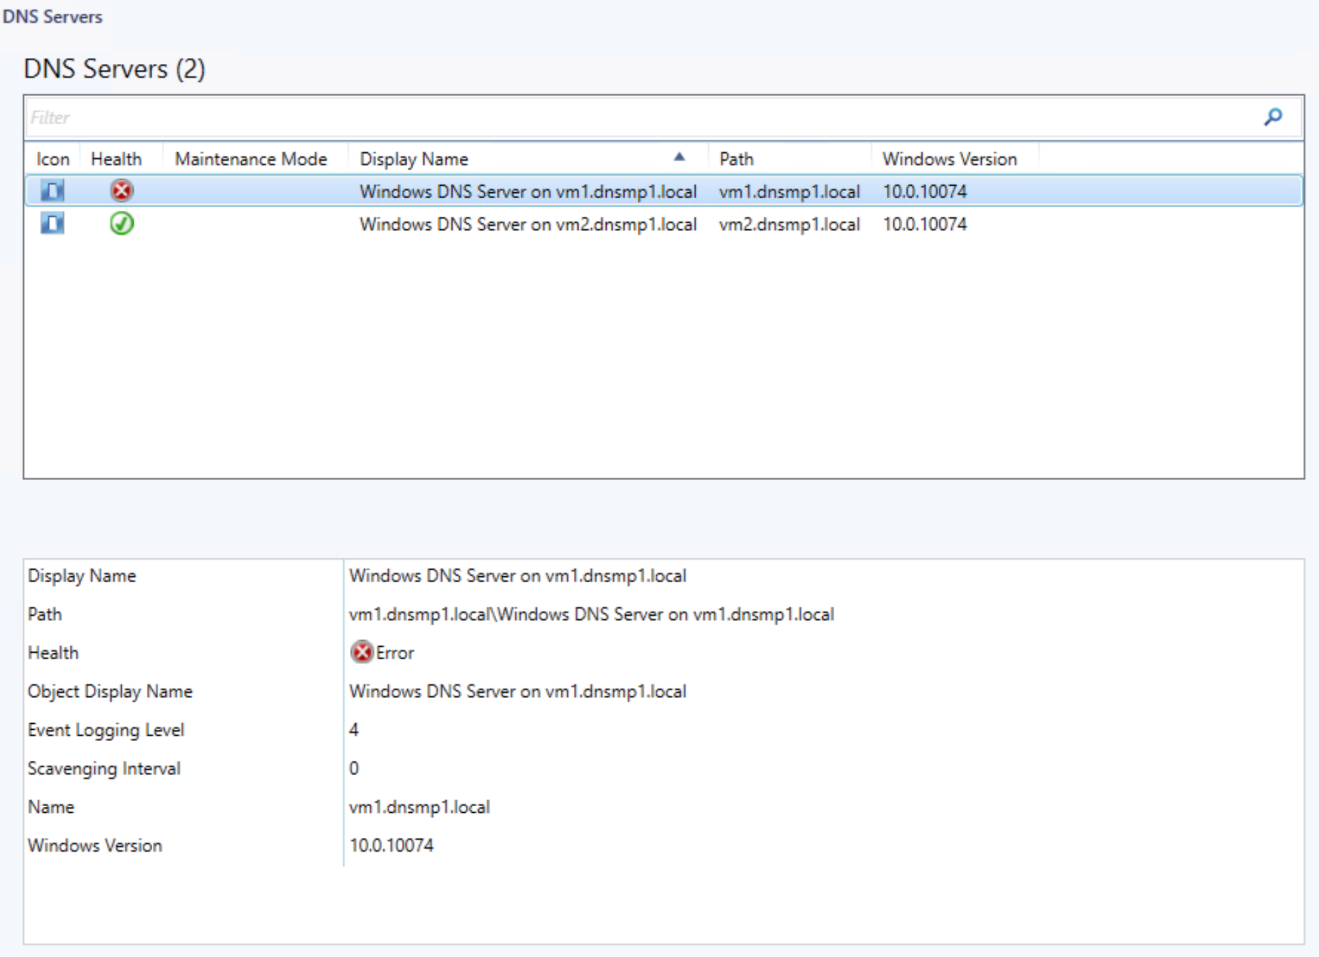 DNS Servers
DNS Servers (2)
Filter
Icon Health Maintenance Mode Display Name Path Windows Version
Windows DNS Server on vm1.dnsmp1.local vm1.dnsmp1.local 10.0.10074
Windows DNS Server on vm2.dnsmp1.local vm2.dnsmp1.local 10.0.10074
Display Name Windows DNS Server on vm1.dnsmp1.local
Path vm1.dnsmp1.local\Windows DNS Server on vm1.dnsmp1.local
Health Error
Object Display Name Windows DNS Server on vm1.dnsmp1.local
Event Logging Level 4
Scavenging Interval 0
Name vm1.dnsmp1.local
Windows Version 10.0.10074